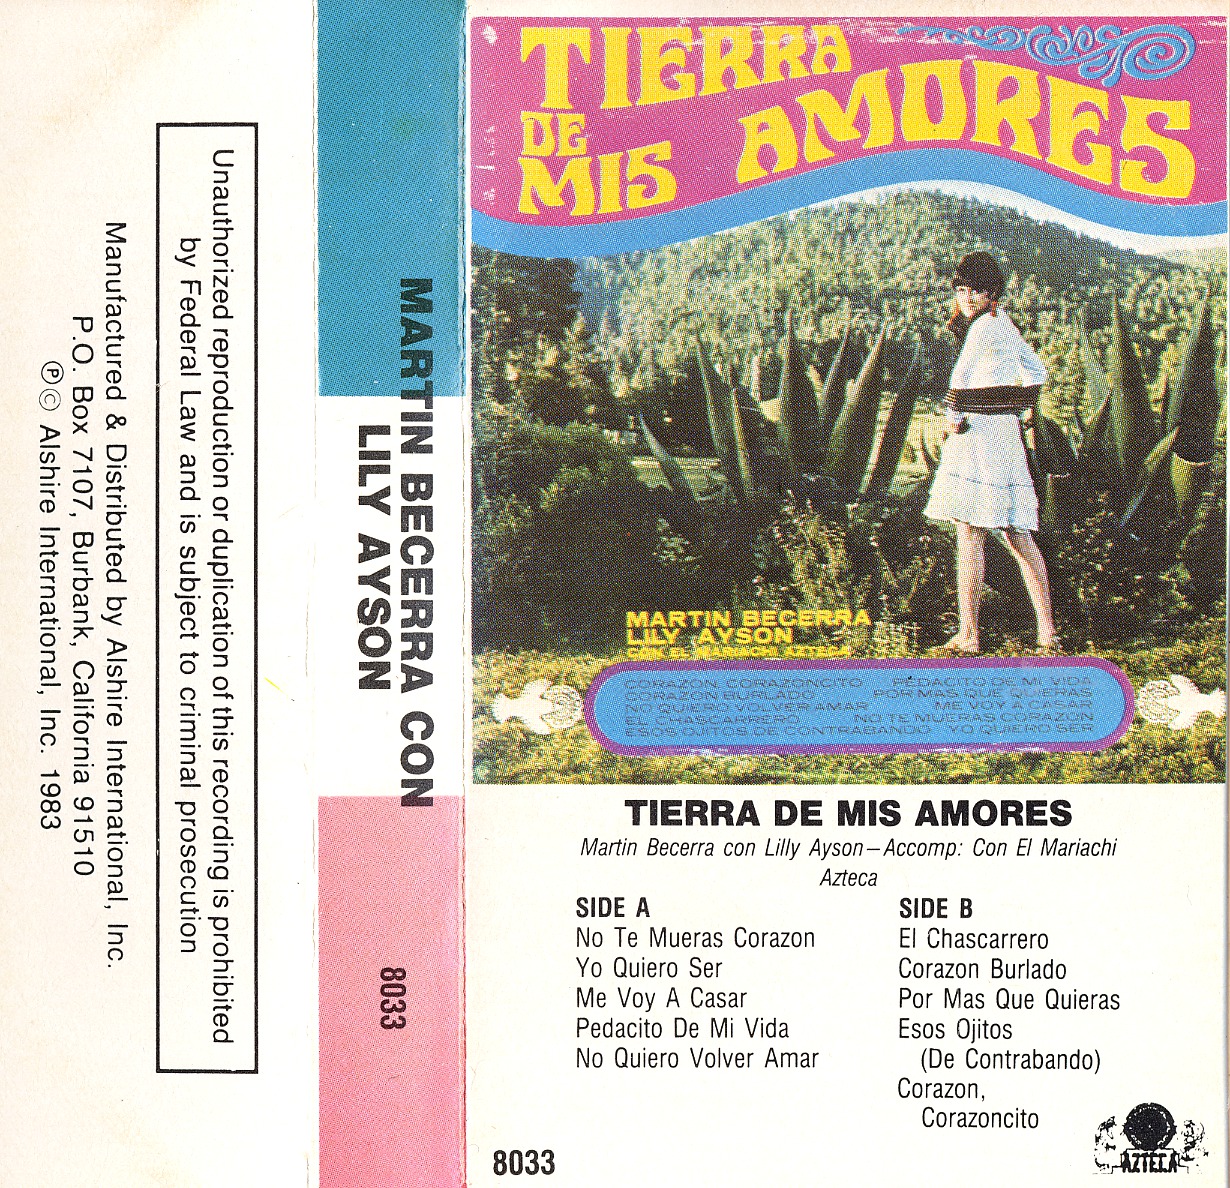 Unauthorized reproduction or duplication of this recording is prohibited
by Federal Law and is subject to criminal prosecution
Manufactured & Distributed by Alshire International, Inc.
P.O. Box 7107, Burbank, California 91510
Ⓟ© Alshire International, Inc. 1983
MARTIN BECERRA CON
LILY AYSON
8033
TIERRA
DE
MIS AMORES
MARTIN BECERRA
LILY AYSON
CON EL MARIACHI AZTECA
CORAZON, CORAZONCITO PEDACITO DE MI VIDA
CORAZON BURLADO POR MAS QUE QUIERAS
NO QUIERO VOLVER AMAR ME VOY A CASAR
EL CHASCARRERO NO TE MUERAS CORAZON
ESOS OJITOS DE CONTRABANDO YO QUIERO SER
TIERRA DE MIS AMORES
Martin Becerra con Lilly Ayson—Accomp: Con El Mariachi
Azteca
SIDE A
No Te Mueras Corazon
Yo Quiero Ser
Me Voy A Casar
Pedacito De Mi Vida
No Quiero Volver Amar
SIDE B
El Chascarrero
Corazon Burlado
Por Mas Que Quieras
Esos Ojitos
(De Contrabando)
Corazon,
Corazoncito
8033
AZTECA